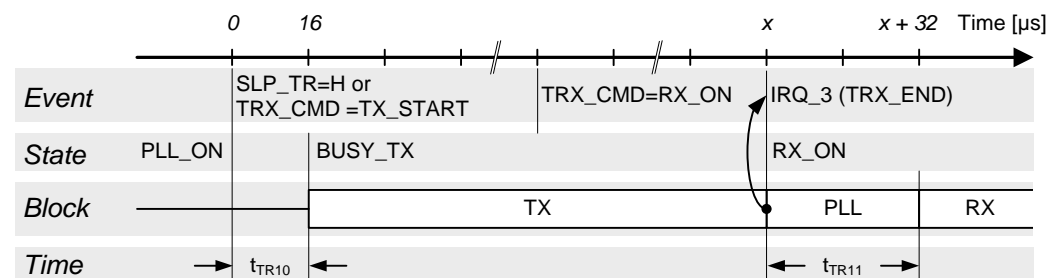 0 16 x x + 32 Time [µs]
Event SLP_TR=H or
TRX_CMD =TX_START TRX_CMD=RX_ON IRQ_3 (TRX_END)
State PLL_ON BUSY_TX RX_ON
Block TX PLL RX
Time tTR10 tTR11